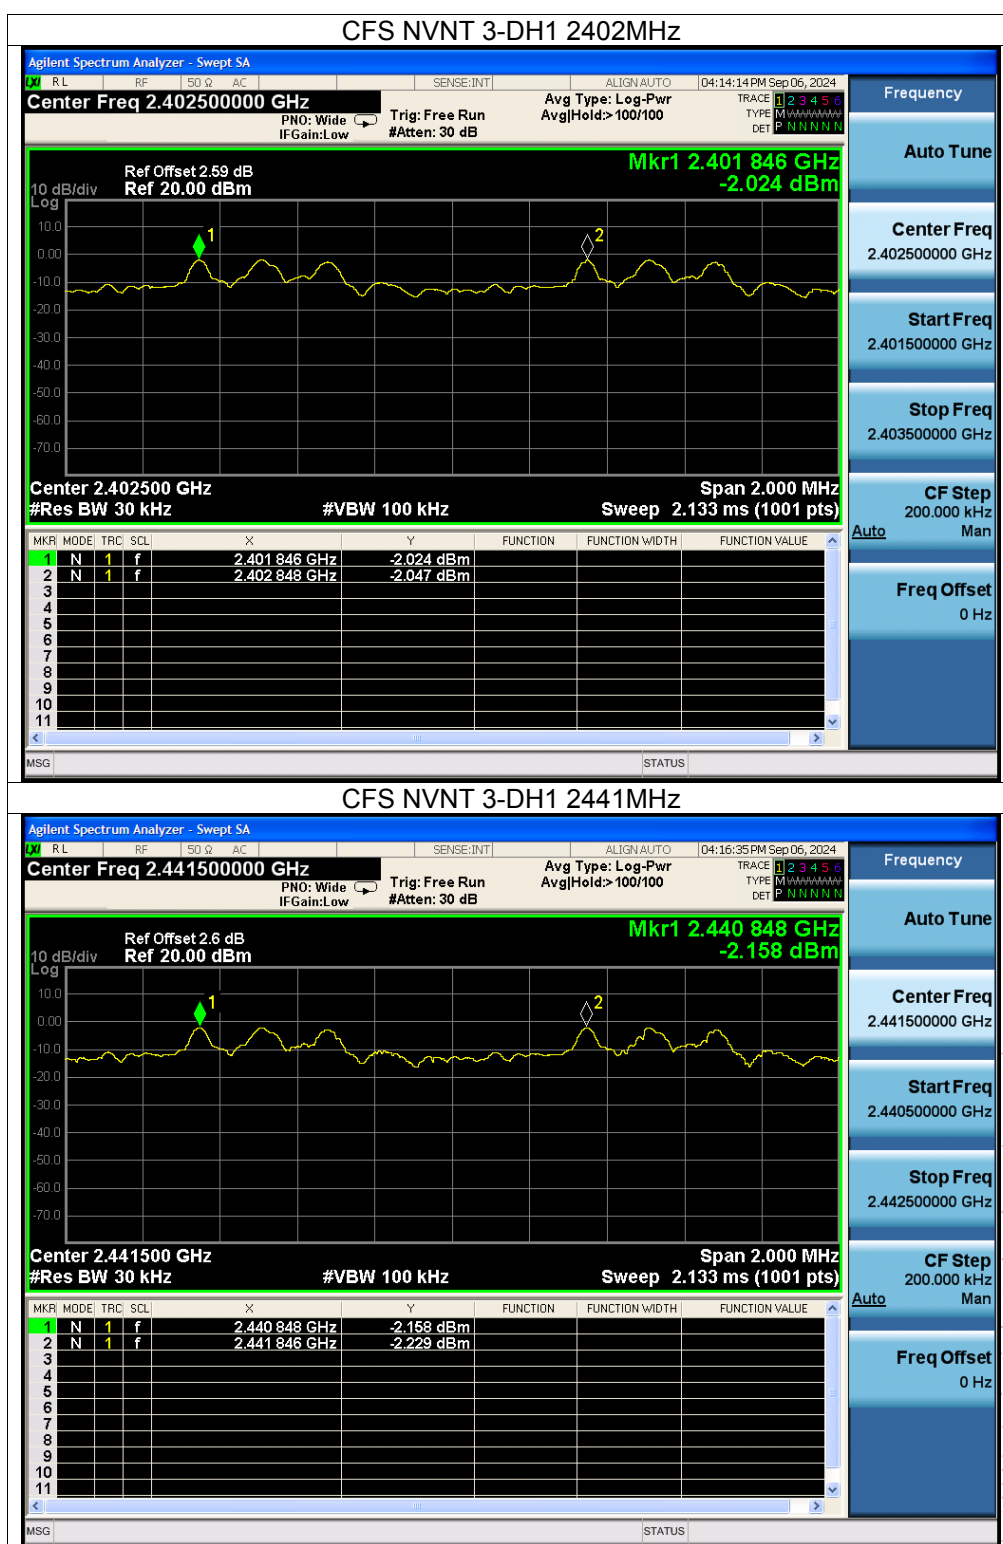 CFS NVNT 3-DH1 2402MHz
Agilent Spectrum Analyzer - Swept SA
LXI RL RF 50 Ω AC SENSE:INT ALIGN AUTO 04:14:14 PM Sep 06, 2024
Center Freq 2.402500000 GHz
PNO: Wide
IFGain:Low
Trig: Free Run
#Atten: 30 dB
Avg Type: Log-Pwr
Avg|Hold:> 100/100
TRACE 1 2 3 4 5 6
TYPE M W W W W W
DET P N N N N N
Ref Offset 2.59 dB
10 dB/div Ref 20.00 dBm
Log
Mkr1 2.401 846 GHz
-2.024 dBm
10.0
0.00
-10.0
-20.0
-30.0
-40.0
-50.0
-60.0
-70.0
1
2
Center 2.402500 GHz Span 2.000 MHz
#Res BW 30 kHz #VBW 100 kHz Sweep 2.133 ms (1001 pts)
MKR MODE TRC SCL X Y FUNCTION FUNCTION WIDTH FUNCTION VALUE
1 N 1 f 2.401 846 GHz -2.024 dBm
2 N 1 f 2.402 848 GHz -2.047 dBm
3
4
5
6
7
8
9
10
11
MSG STATUS
Frequency
Auto Tune
Center Freq
2.402500000 GHz
Start Freq
2.401500000 GHz
Stop Freq
2.403500000 GHz
CF Step
200.000 kHz
Auto Man
Freq Offset
0 Hz
CFS NVNT 3-DH1 2441MHz
Agilent Spectrum Analyzer - Swept SA
LXI RL RF 50 Ω AC SENSE:INT ALIGN AUTO 04:16:35 PM Sep 06, 2024
Center Freq 2.441500000 GHz
PNO: Wide
IFGain:Low
Trig: Free Run
#Atten: 30 dB
Avg Type: Log-Pwr
Avg|Hold:> 100/100
TRACE 1 2 3 4 5 6
TYPE M W W W W W
DET P N N N N N
Ref Offset 2.6 dB
10 dB/div Ref 20.00 dBm
Log
Mkr1 2.440 848 GHz
-2.158 dBm
10.0
0.00
-10.0
-20.0
-30.0
-40.0
-50.0
-60.0
-70.0
1
2
Center 2.441500 GHz Span 2.000 MHz
#Res BW 30 kHz #VBW 100 kHz Sweep 2.133 ms (1001 pts)
MKR MODE TRC SCL X Y FUNCTION FUNCTION WIDTH FUNCTION VALUE
1 N 1 f 2.440 848 GHz -2.158 dBm
2 N 1 f 2.441 846 GHz -2.229 dBm
3
4
5
6
7
8
9
10
11
MSG STATUS
Frequency
Auto Tune
Center Freq
2.441500000 GHz
Start Freq
2.440500000 GHz
Stop Freq
2.442500000 GHz
CF Step
200.000 kHz
Auto Man
Freq Offset
0 Hz